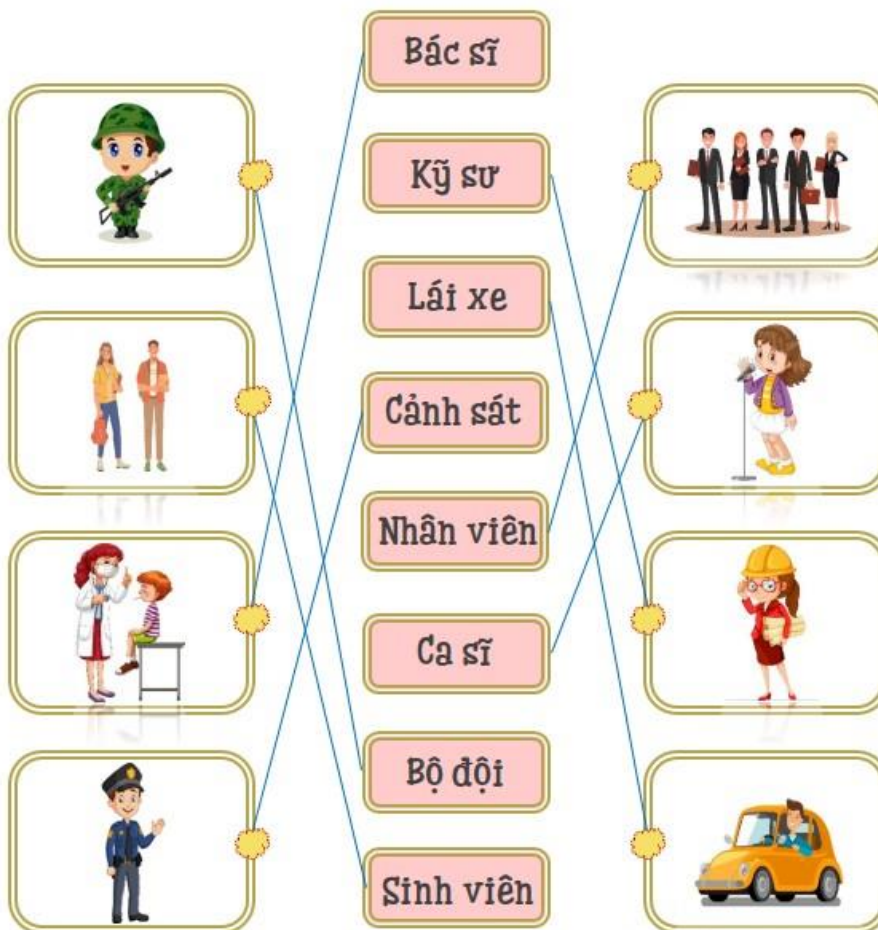 Bác sĩ
Kỹ sư
Lái xe
Cảnh sát
Nhân viên
Ca sĩ
Bộ đội
Sinh viên